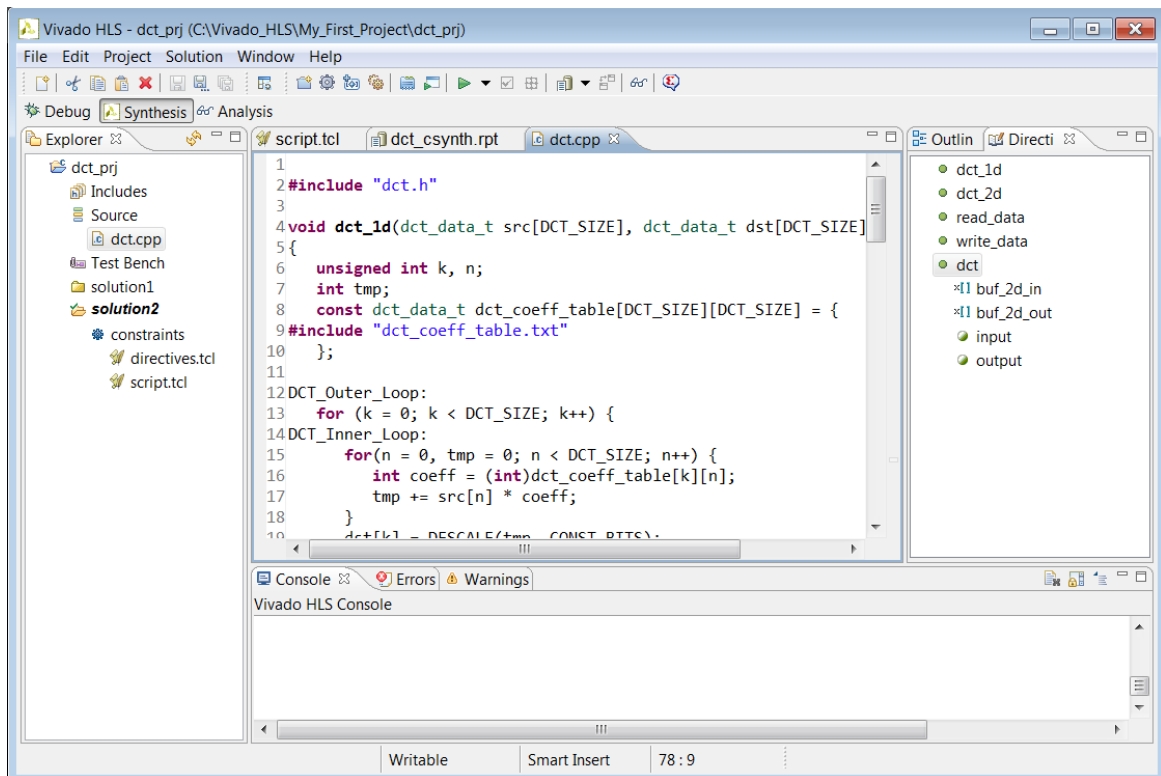 Vivado HLS - dct_prj (C:\Vivado_HLS\My_First_Project\dct_prj)
File Edit Project Solution Window Help
Debug Synthesis Analysis
Explorer
dct_prj
Includes
Source
dct.cpp
Test Bench
solution1
solution2
constraints
directives.tcl
script.tcl
script.tcl dct_csynth.rpt dct.cpp
1
2 #include "dct.h"
3
4 void dct_1d(dct_data_t src[DCT_SIZE], dct_data_t dst[DCT_SIZE]
5 {
6    unsigned int k, n;
7    int tmp;
8    const dct_data_t dct_coeff_table[DCT_SIZE][DCT_SIZE] = {
9 #include "dct_coeff_table.txt"
10    };
11
12 DCT_Outer_Loop:
13    for (k = 0; k < DCT_SIZE; k++) {
14 DCT_Inner_Loop:
15       for(n = 0, tmp = 0; n < DCT_SIZE; n++) {
16          int coeff = (int)dct_coeff_table[k][n];
17          tmp += src[n] * coeff;
18       }
19       dst[k] = DESCALE(tmp, CONST_BITS);
Outlin Directi
dct_1d
dct_2d
read_data
write_data
dct
×[] buf_2d_in
×[] buf_2d_out
input
output
Console Errors Warnings
Vivado HLS Console
Writable Smart Insert 78 : 9